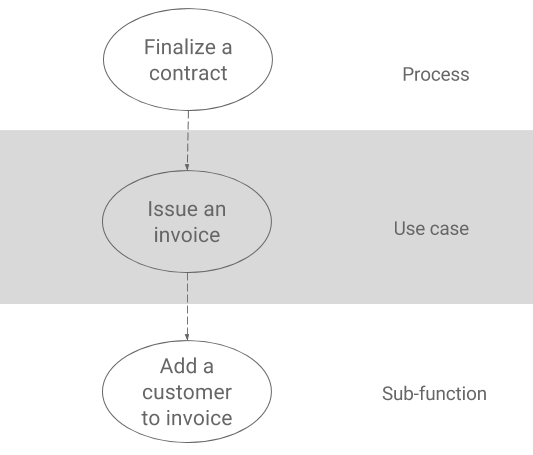 Finalize a
contract
Process
Issue an
invoice
Use case
Add a
customer
to invoice
Sub-function